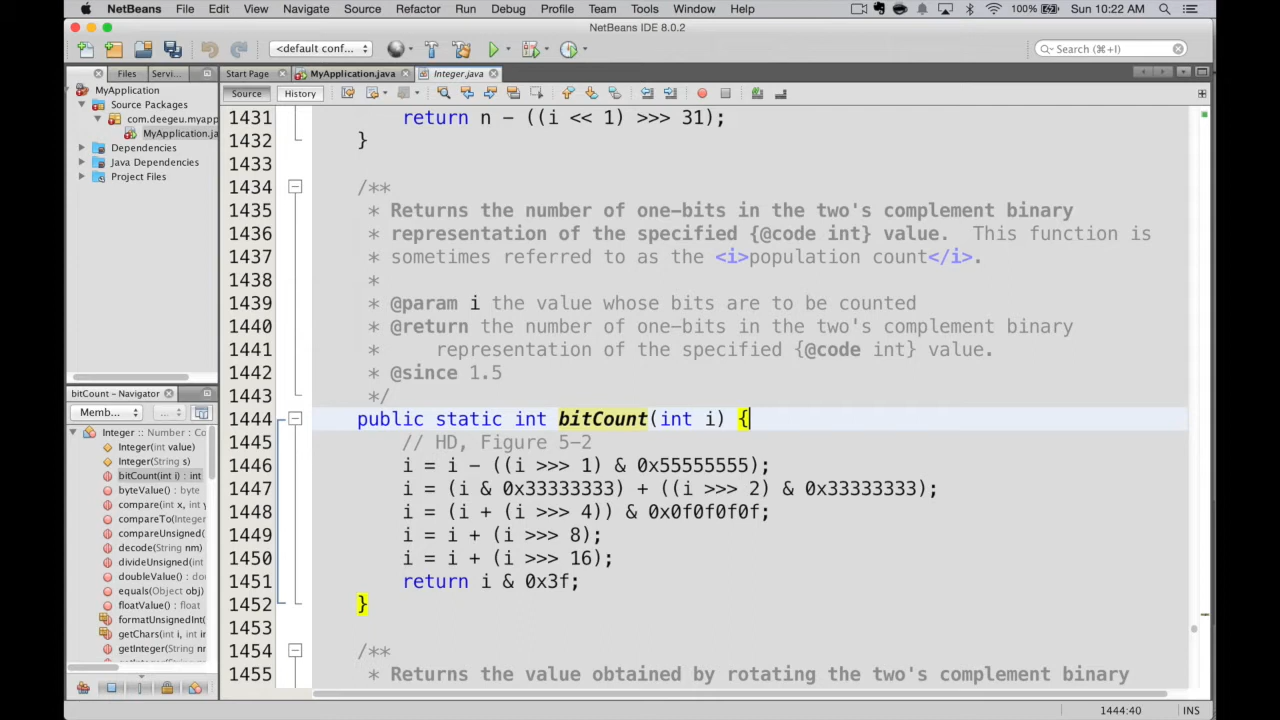 NetBeans File Edit View Navigate Source Refactor Run Debug Profile Team Tools Window Help 100% Sun 10:22 AM
NetBeans IDE 8.0.2
<default conf... Search (⌘+I)
Files Servi... Start Page MyApplication.java Integer.java
Source History
MyApplication
Source Packages
com.deegeu.myapp
MyApplication.ja
Dependencies
Java Dependencies
Project Files
bitCount - Navigator
Memb... ...
Integer :: Number : Co
Integer(int value)
Integer(String s)
bitCount(int i) : int
byteValue() : byte
compare(int x, int y
compareTo(Integer
compareUnsigned(
decode(String nm)
divideUnsigned(int
doubleValue() : do
equals(Object obj)
floatValue() : float
formatUnsignedInt(
getChars(int i, int in
getInteger(String nm
1431 return n - ((i << 1) >>> 31);
1432 }
1433
1434 /**
1435 * Returns the number of one-bits in the two's complement binary
1436 * representation of the specified {@code int} value. This function is
1437 * sometimes referred to as the <i>population count</i>.
1438 *
1439 * @param i the value whose bits are to be counted
1440 * @return the number of one-bits in the two's complement binary
1441 * representation of the specified {@code int} value.
1442 * @since 1.5
1443 */
1444 public static int bitCount(int i) {
1445 // HD, Figure 5-2
1446 i = i - ((i >>> 1) & 0x55555555);
1447 i = (i & 0x33333333) + ((i >>> 2) & 0x33333333);
1448 i = (i + (i >>> 4)) & 0x0f0f0f0f;
1449 i = i + (i >>> 8);
1450 i = i + (i >>> 16);
1451 return i & 0x3f;
1452 }
1453
1454 /**
1455 * Returns the value obtained by rotating the two's complement binary
1444:40 INS